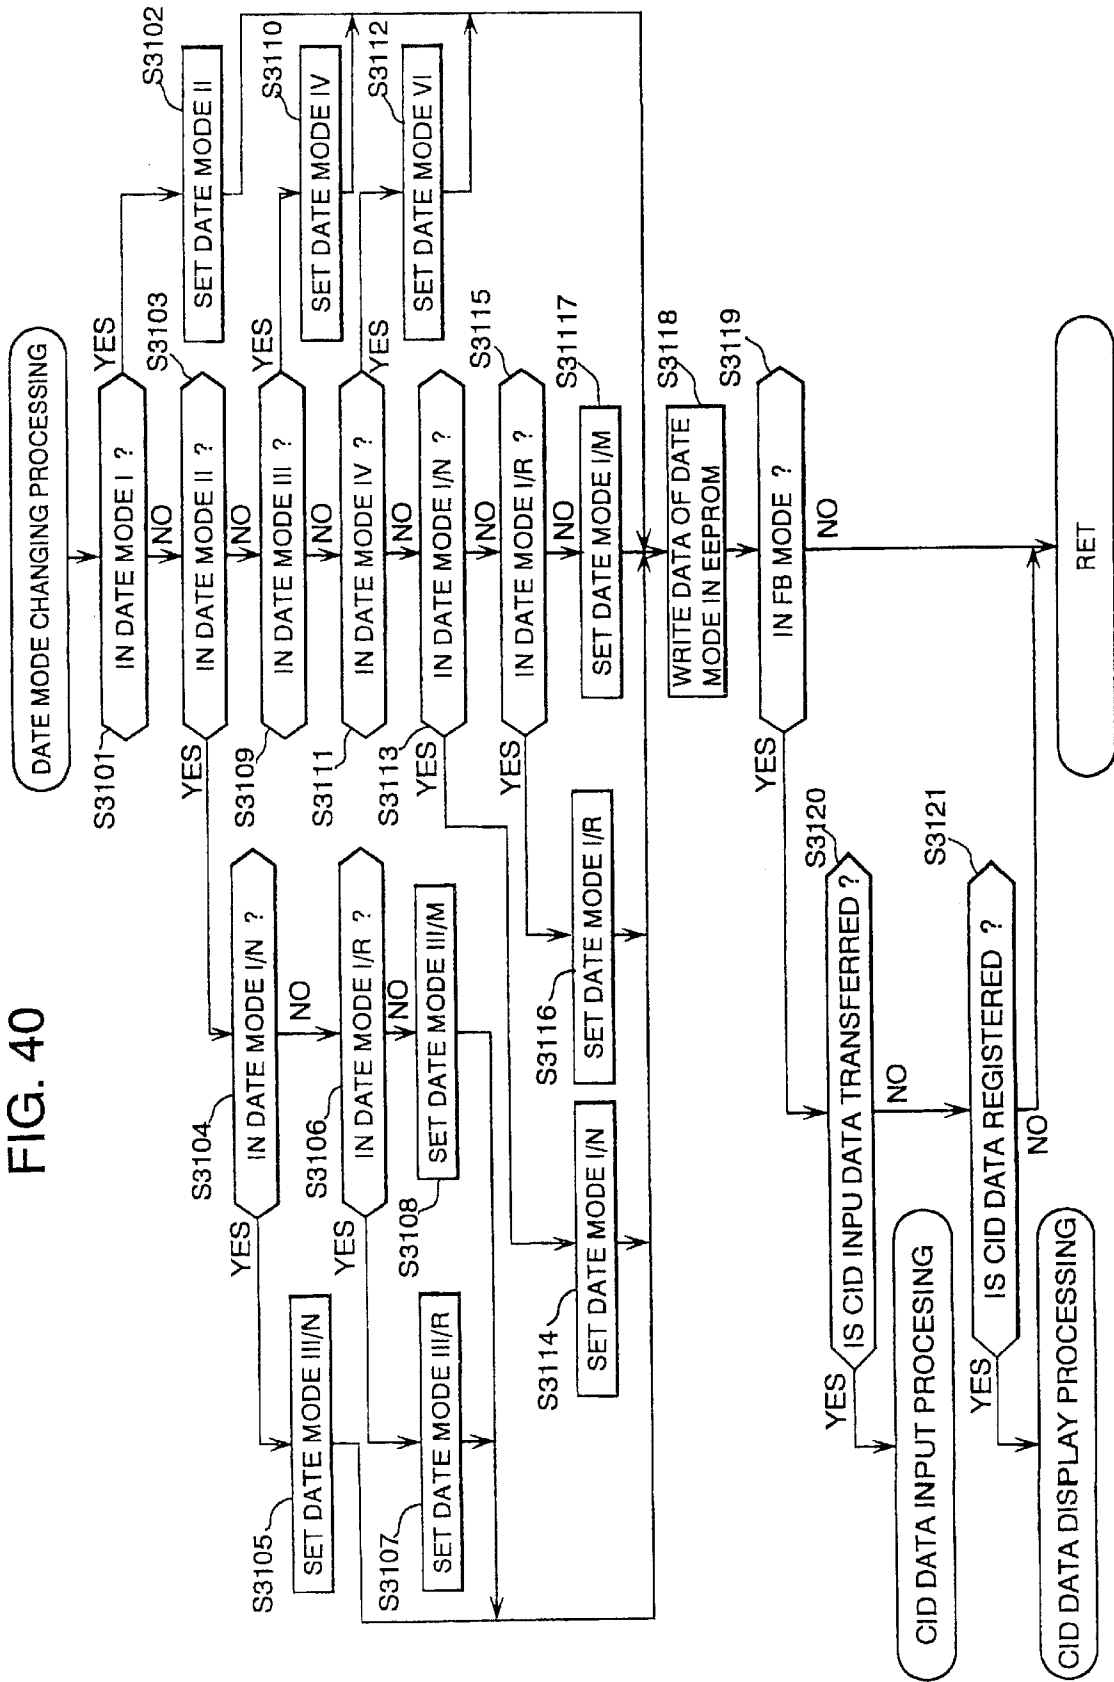 FIG. 40
DATE MODE CHANGING PROCESSING
S3101
IN DATE MODE I ?
YES
NO
S3102
SET DATE MODE II
S3103
IN DATE MODE II ?
YES
NO
S3104
IN DATE MODE I/N ?
YES
NO
S3105
SET DATE MODE III/N
S3106
IN DATE MODE I/R ?
YES
NO
S3107
SET DATE MODE III/R
S3108
SET DATE MODE III/M
S3109
IN DATE MODE III ?
YES
NO
S3110
SET DATE MODE IV
S3111
IN DATE MODE IV ?
YES
NO
S3112
SET DATE MODE VI
S3113
IN DATE MODE I/N ?
YES
NO
S3114
SET DATE MODE I/N
S3115
IN DATE MODE I/R ?
YES
NO
S3116
SET DATE MODE I/R
S31117
SET DATE MODE I/M
S3118
WRITE DATA OF DATE
MODE IN EEPROM
S3119
IN FB MODE ?
YES
NO
S3120
IS CID INPU DATA TRANSFERRED ?
YES
NO
CID DATA INPUT PROCESING
S3121
IS CID DATA REGISTERED ?
YES
NO
CID DATA DISPLAY PROCESSING
RET